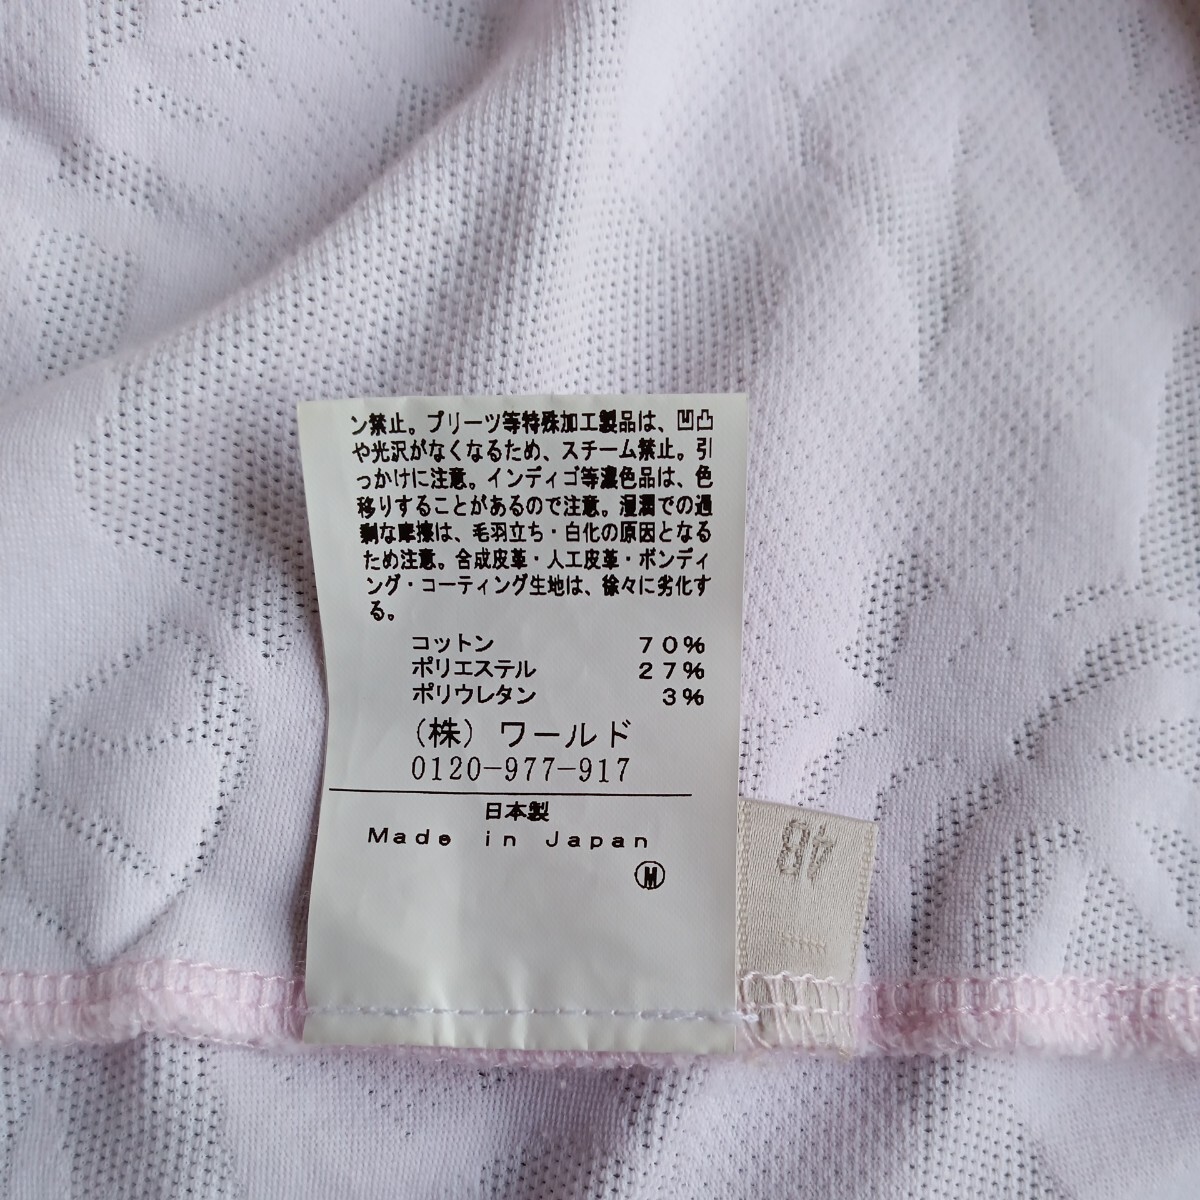 ン禁止。プリーツ等特殊加工製品は、凹凸
や光沢がなくなるため、スチーム禁止。引
っかけに注意。インディゴ等濃色品は、色
移りすることがあるので注意。湿潤での過
剰な摩擦は、毛羽立ち・白化の原因となる
ため注意。合成皮革・人工皮革・ボンディ
ング・コーティング生地は、徐々に劣化す
る。
コットン 70%
ポリエステル 27%
ポリウレタン 3%
(株)ワールド
0120-977-917
日本製
Made in Japan
Ⓜ
48